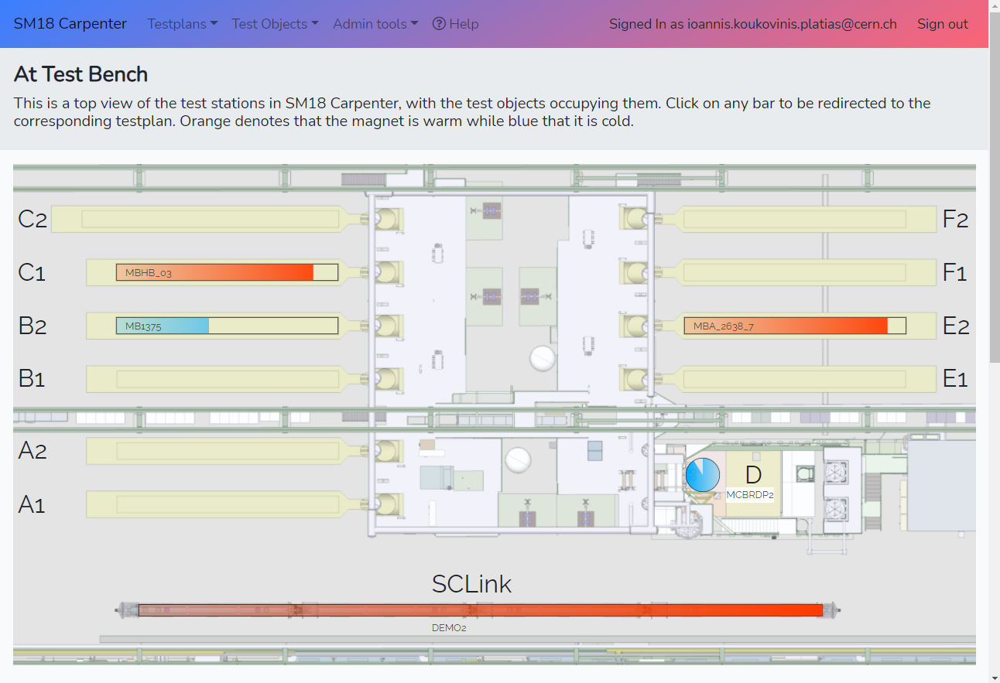 SM18 Carpenter Testplans Test Objects Admin tools Help Signed In as ioannis.koukovinis.platias@cern.ch Sign out
At Test Bench
This is a top view of the test stations in SM18 Carpenter, with the test objects occupying them. Click on any bar to be redirected to the
corresponding testplan. Orange denotes that the magnet is warm while blue that it is cold.
C2 F2
C1 MBHB_03 F1
B2 MB1375 MBA_2638_7 E2
B1 E1
A2
D
MCBRDP2
A1
SCLink
DEMO2